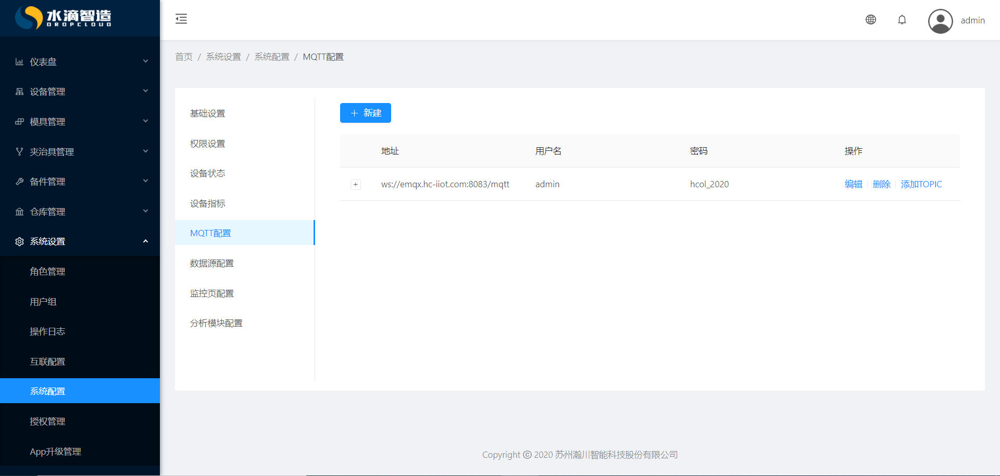 水滴智造
DROPCLOUD
admin
首页 / 系统设置 / 系统配置 / MQTT配置
仪表盘
设备管理
模具管理
夹治具管理
备件管理
仓库管理
系统设置
角色管理
用户组
操作日志
互联配置
系统配置
授权管理
App升级管理
基础设置
权限设置
设备状态
设备指标
MQTT配置
数据源配置
监控页配置
分析模块配置
+ 新建
地址 用户名 密码 操作
+ ws://emqx.hc-iiot.com:8083/mqtt admin hcol_2020 编辑 删除 添加TOPIC
Copyright © 2020 苏州瀚川智能科技股份有限公司